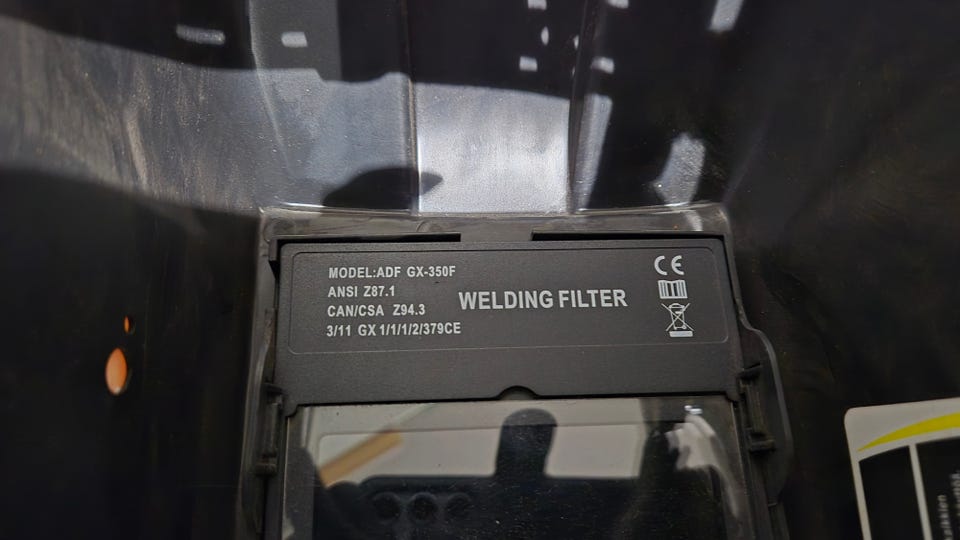 MODEL:ADF GX-350F
ANSI Z87.1
CAN/CSA Z94.3
3/11 GX 1/1/1/2/379CE
WELDING FILTER
CE